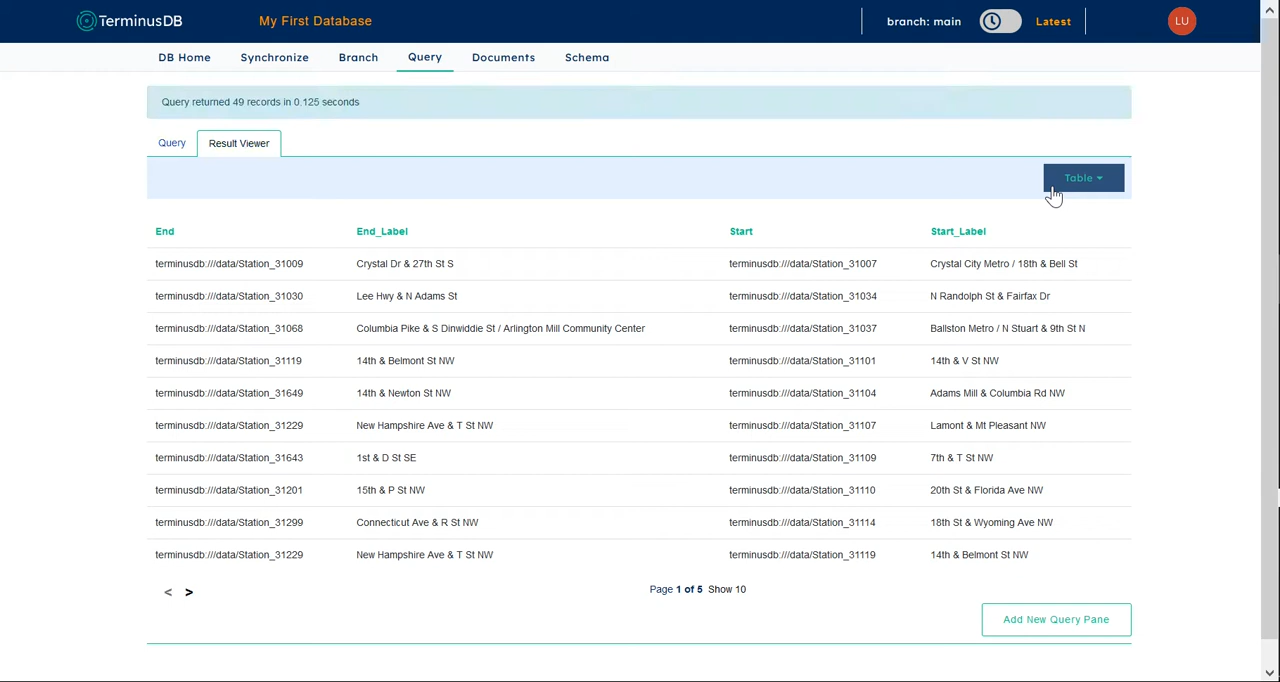 TerminusDB My First Database branch: main Latest LU
DB Home Synchronize Branch Query Documents Schema
Query returned 49 records in 0.125 seconds
Query Result Viewer
Table
End End_Label Start Start_Label
terminusdb:///data/Station_31009 Crystal Dr & 27th St S terminusdb:///data/Station_31007 Crystal City Metro / 18th & Bell St
terminusdb:///data/Station_31030 Lee Hwy & N Adams St terminusdb:///data/Station_31034 N Randolph St & Fairfax Dr
terminusdb:///data/Station_31068 Columbia Pike & S Dinwiddie St / Arlington Mill Community Center terminusdb:///data/Station_31037 Ballston Metro / N Stuart & 9th St N
terminusdb:///data/Station_31119 14th & Belmont St NW terminusdb:///data/Station_31101 14th & V St NW
terminusdb:///data/Station_31649 14th & Newton St NW terminusdb:///data/Station_31104 Adams Mill & Columbia Rd NW
terminusdb:///data/Station_31229 New Hampshire Ave & T St NW terminusdb:///data/Station_31107 Lamont & Mt Pleasant NW
terminusdb:///data/Station_31643 1st & D St SE terminusdb:///data/Station_31109 7th & T St NW
terminusdb:///data/Station_31201 15th & P St NW terminusdb:///data/Station_31110 20th St & Florida Ave NW
terminusdb:///data/Station_31299 Connecticut Ave & R St NW terminusdb:///data/Station_31114 18th St & Wyoming Ave NW
terminusdb:///data/Station_31229 New Hampshire Ave & T St NW terminusdb:///data/Station_31119 14th & Belmont St NW
< > Page 1 of 5 Show 10
Add New Query Pane